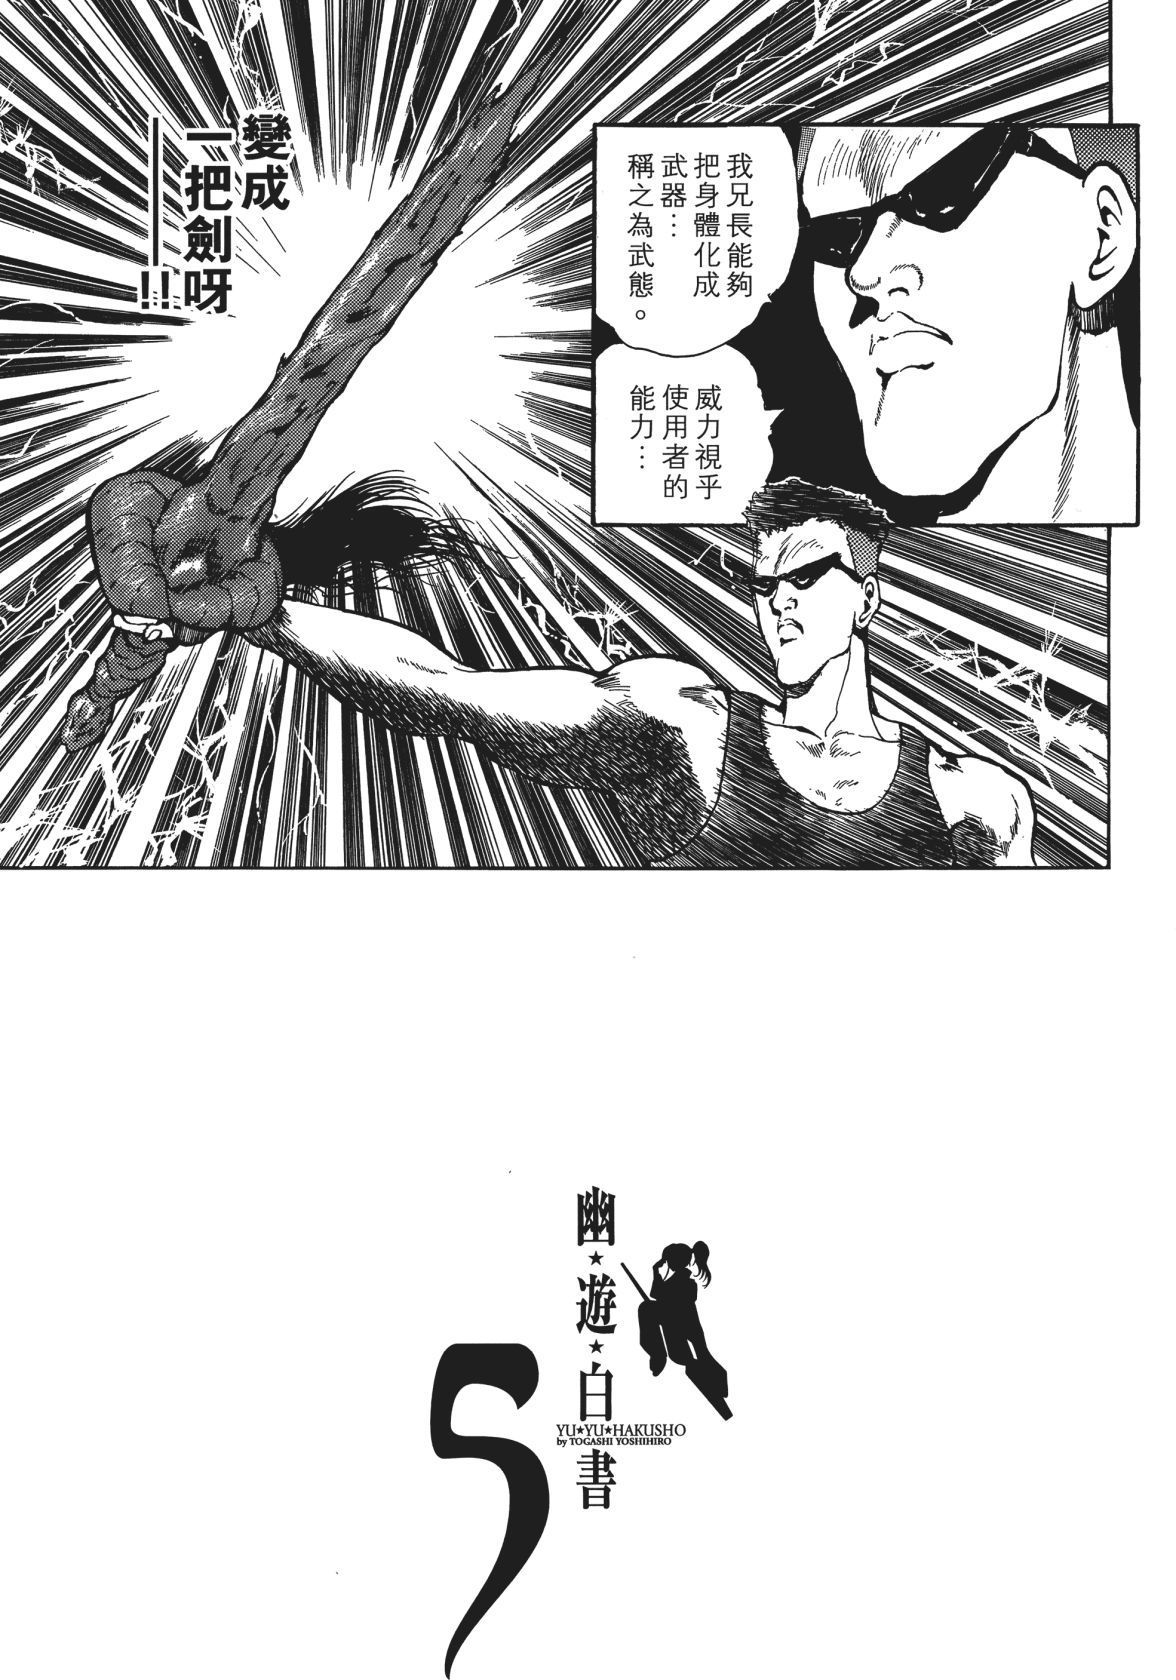 我兄長能夠
把身體化成
武器…
稱之為武態。
威力視乎
使用者的
能力…
變成
一把劍呀
——!!
幽★遊★白書
YU★YU★HAKUSHO
by TOGASHI YOSHIHIRO
5